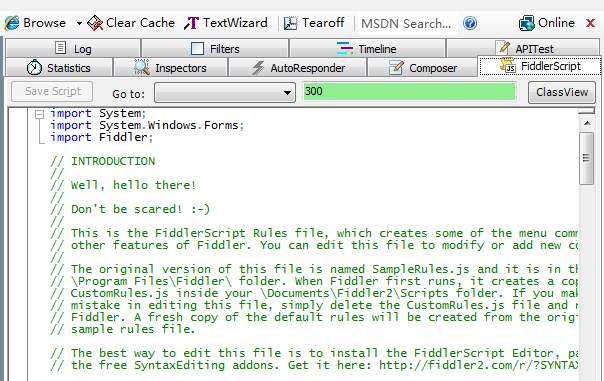 Browse Clear Cache TextWizard Tearoff MSDN Search... Online
Log Filters Timeline APITest
Statistics Inspectors AutoResponder Composer FiddlerScript
Save Script Go to: 300 ClassView
import System;
import System.Windows.Forms;
import Fiddler;
// INTRODUCTION
//
// Well, hello there!
//
// Don't be scared! :-)
//
// This is the FiddlerScript Rules file, which creates some of the menu comm
// other features of Fiddler. You can edit this file to modify or add new co
//
// The original version of this file is named SampleRules.js and it is in th
// \Program Files\Fiddler\ folder. When Fiddler first runs, it creates a cop
// CustomRules.js inside your \Documents\Fiddler2\Scripts folder. If you mak
// mistake in editing this file, simply delete the CustomRules.js file and r
// Fiddler. A fresh copy of the default rules will be created from the origi
// sample rules file.
// The best way to edit this file is to install the FiddlerScript Editor, pa
// the free SyntaxEditing addons. Get it here: http://fiddler2.com/r/?SYNTAX